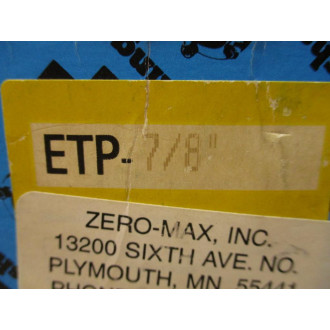 ETP-7/8"
ZERO-MAX, INC.
13200 SIXTH AVE. NO.
PLYMOUTH, MN 55441